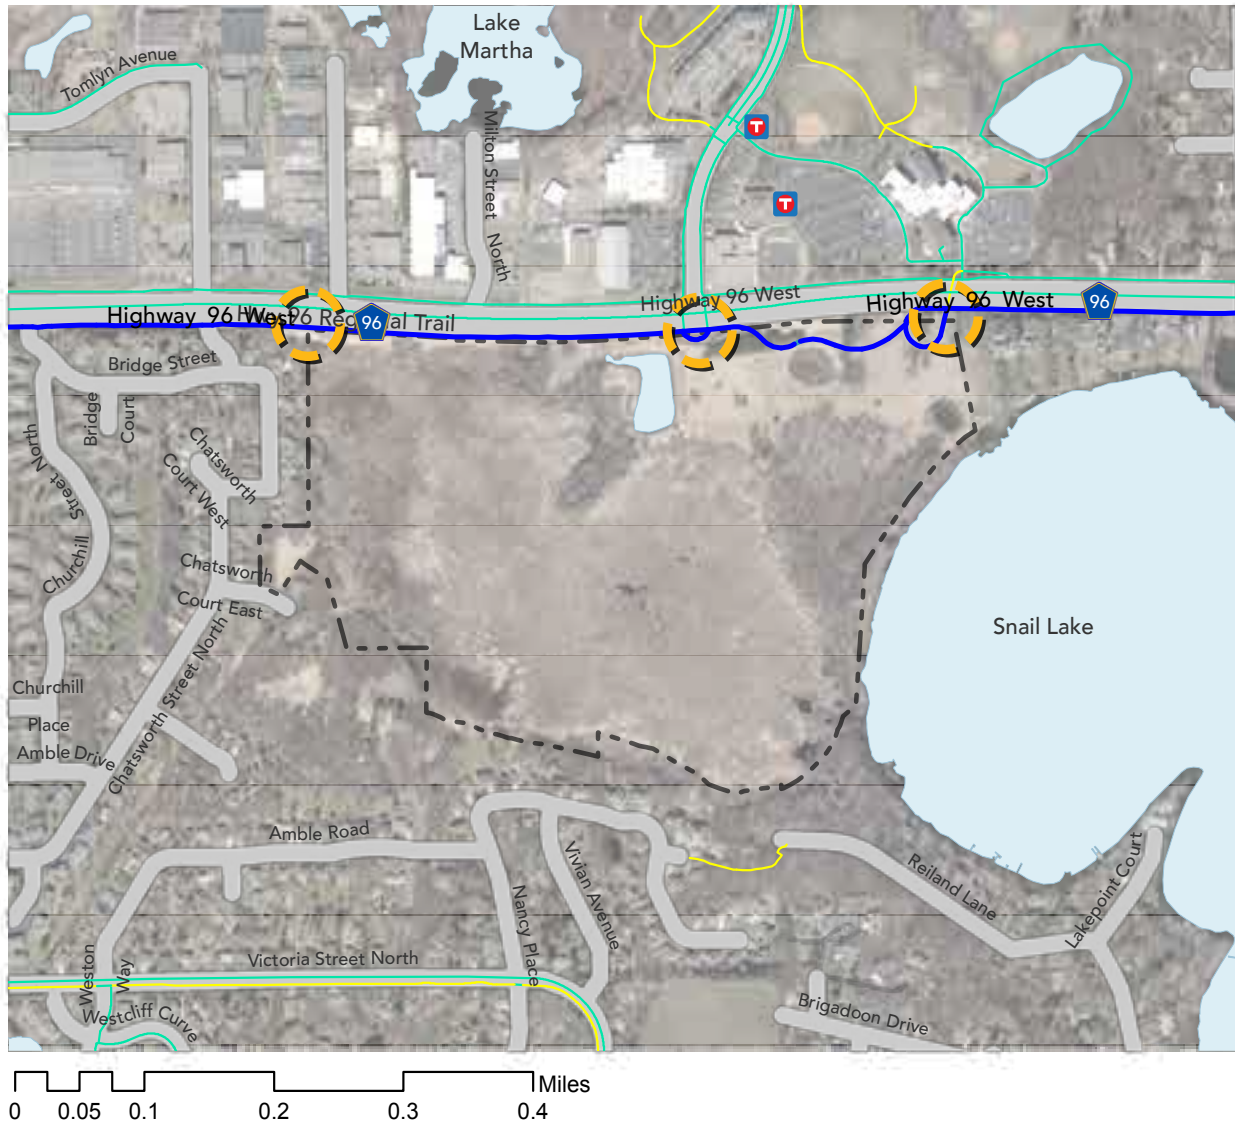 Lake
Martha
Tomlyn Avenue
Milton Street
North
T
T
Highway 96 West
Highway 96 West
96
Highway 96 West
Hwy 96 Regional Trail
96
Bridge Street
Bridge
Court
Chatsworth
Court West
Street North
Churchill
Chatsworth
Court East
Snail Lake
Chatsworth Street North
Churchill
Place
Amble Drive
Amble Road
Vivian Avenue
Nancy Place
Reiland Lane
Lakepoint Court
Victoria Street North
Weston
Way
Westcliff Curve
Brigadoon Drive
Miles
0 0.05 0.1 0.2 0.3 0.4